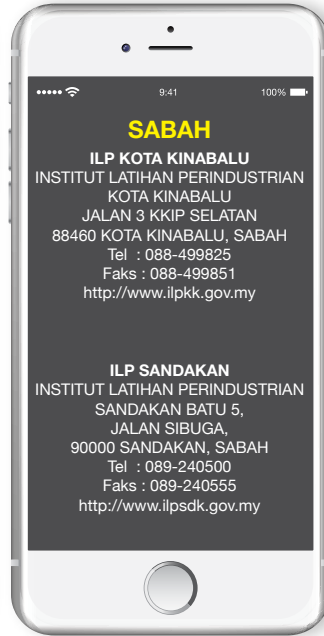 9:41
100%
SABAH
ILP KOTA KINABALU
INSTITUT LATIHAN PERINDUSTRIAN
KOTA KINABALU
JALAN 3 KKIP SELATAN
88460 KOTA KINABALU, SABAH
Tel : 088-499825
Faks : 088-499851
http://www.ilpkk.gov.my
ILP SANDAKAN
INSTITUT LATIHAN PERINDUSTRIAN
SANDAKAN BATU 5,
JALAN SIBUGA,
90000 SANDAKAN, SABAH
Tel : 089-240500
Faks : 089-240555
http://www.ilpsdk.gov.my